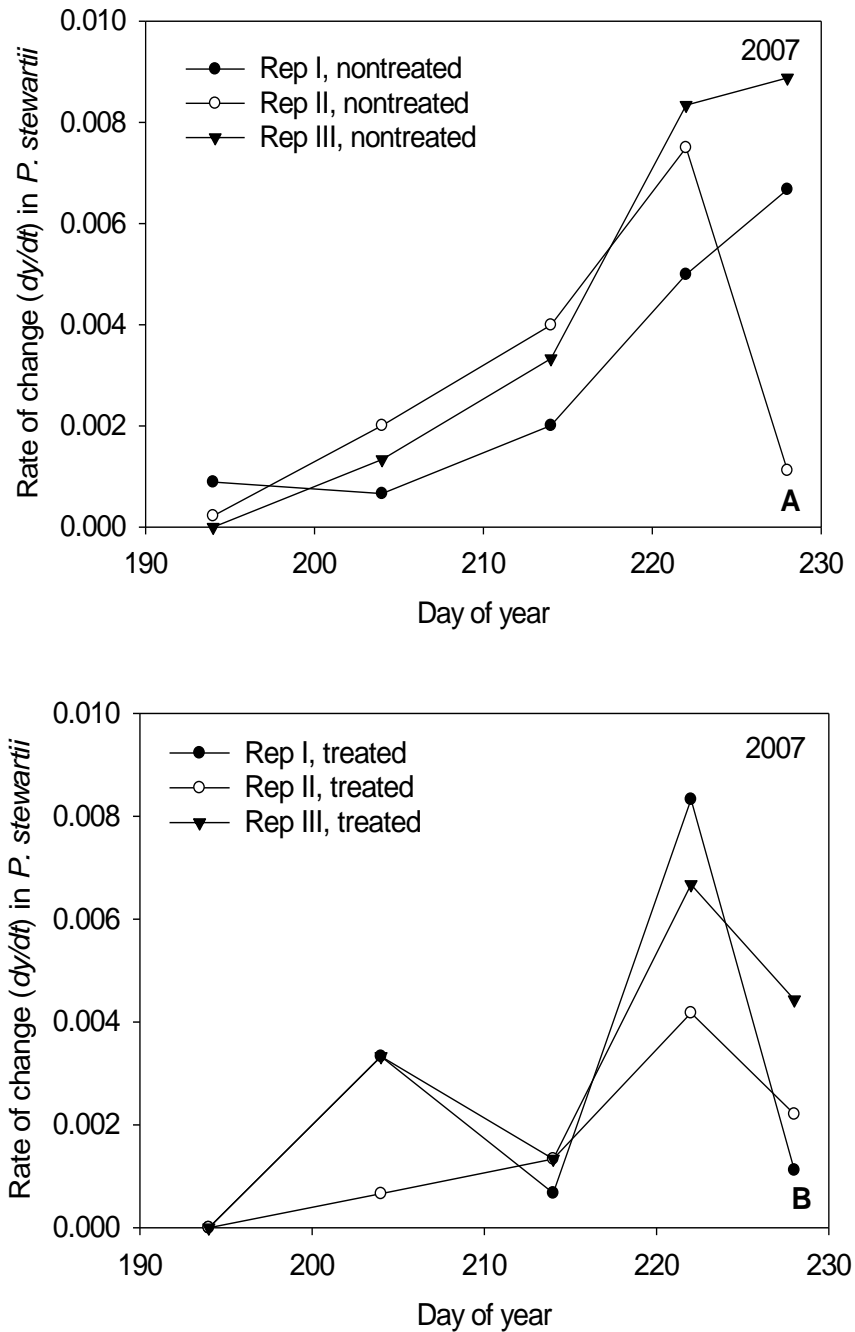 0.010
0.008
0.006
0.004
0.002
0.000
Rate of change (dy/dt) in P. stewartii
Rep I, nontreated
Rep II, nontreated
Rep III, nontreated
2007
A
190 200 210 220 230
Day of year
0.010
0.008
0.006
0.004
0.002
0.000
Rate of change (dy/dt) in P. stewartii
Rep I, treated
Rep II, treated
Rep III, treated
2007
B
190 200 210 220 230
Day of year